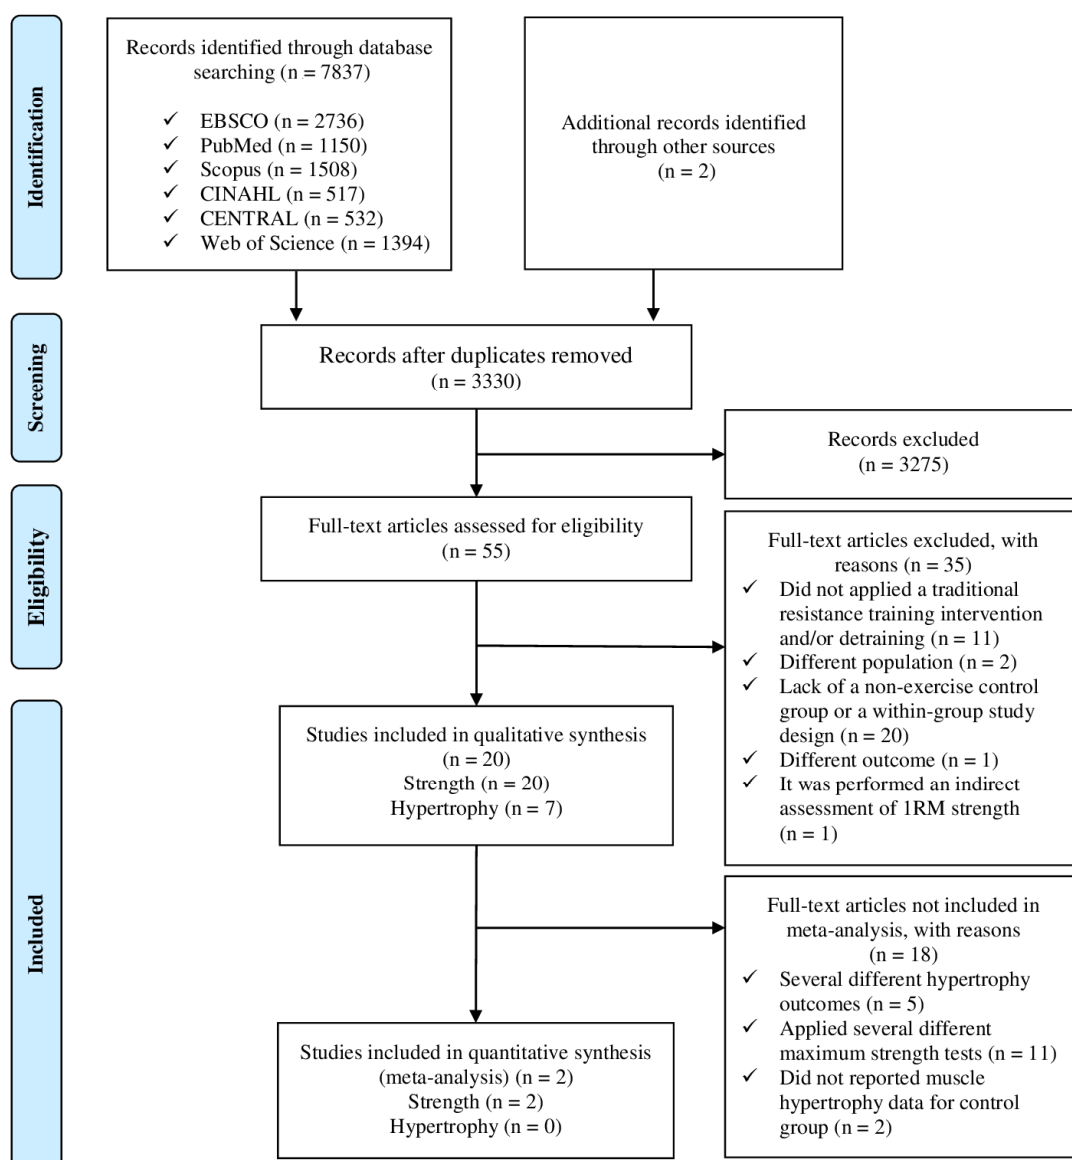 Identification
Records identified through database
searching (n = 7837)
✓ EBSCO (n = 2736)
✓ PubMed (n = 1150)
✓ Scopus (n = 1508)
✓ CINAHL (n = 517)
✓ CENTRAL (n = 532)
✓ Web of Science (n = 1394)
Additional records identified
through other sources
(n = 2)
Screening
Records after duplicates removed
(n = 3330)
Records excluded
(n = 3275)
Eligibility
Full-text articles assessed for eligibility
(n = 55)
Full-text articles excluded, with
reasons (n = 35)
✓ Did not applied a traditional
resistance training intervention
and/or detraining (n = 11)
✓ Different population (n = 2)
✓ Lack of a non-exercise control
group or a within-group study
design (n = 20)
✓ Different outcome (n = 1)
✓ It was performed an indirect
assessment of 1RM strength
(n = 1)
Included
Studies included in qualitative synthesis
(n = 20)
Strength (n = 20)
Hypertrophy (n = 7)
Full-text articles not included in
meta-analysis, with reasons
(n = 18)
✓ Several different hypertrophy
outcomes (n = 5)
✓ Applied several different
maximum strength tests (n = 11)
✓ Did not reported muscle
hypertrophy data for control
group (n = 2)
Studies included in quantitative synthesis
(meta-analysis) (n = 2)
Strength (n = 2)
Hypertrophy (n = 0)